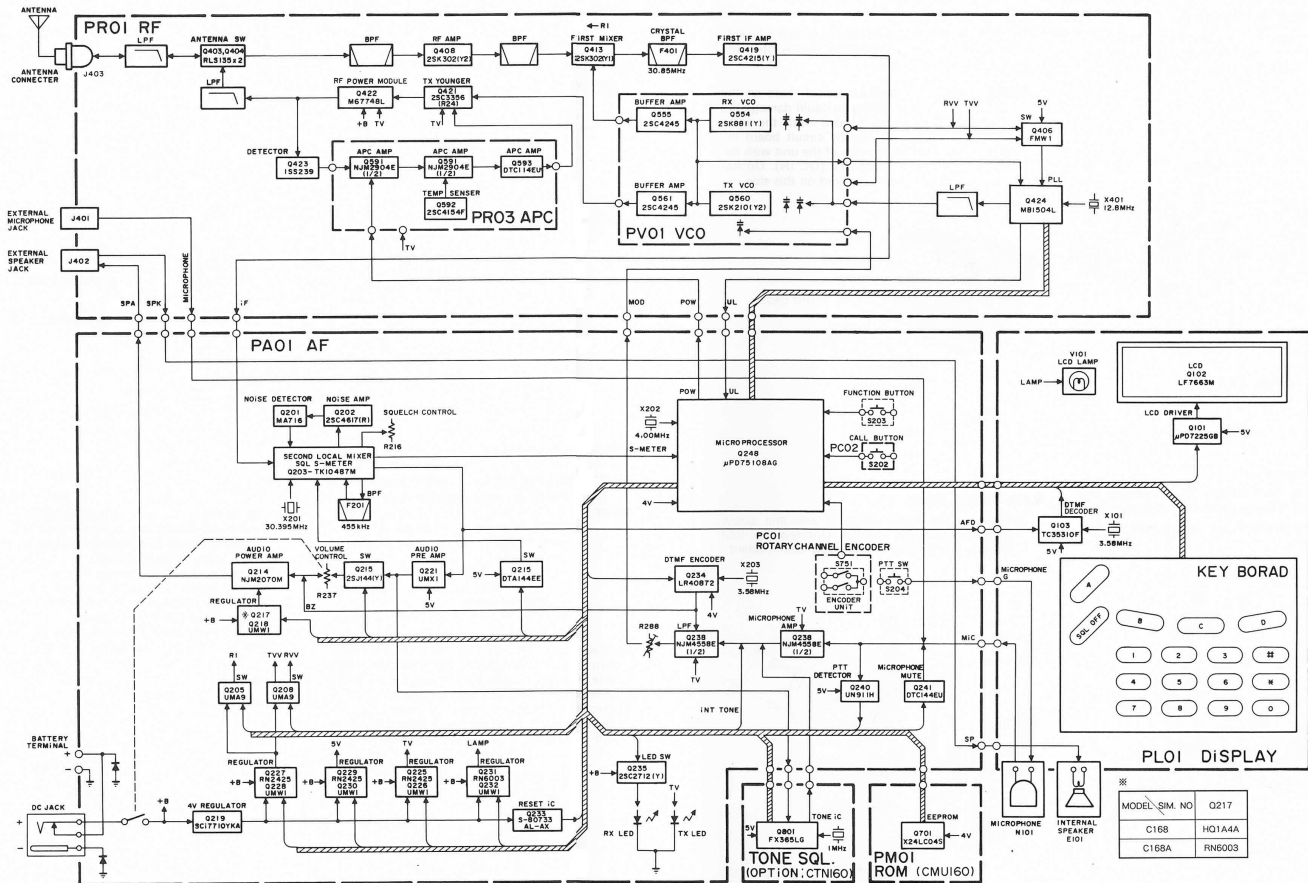 ANTENNA
ANTENNA
CONNECTER
J403
PRO1 RF
LPF
ANTENNA SW
Q403,Q404
RLS135x2
BPF
RF AMP
Q408
2SK302(Y2)
BPF
← R1
FIRST MIXER
Q413
2SK302(Y1)
CRYSTAL
BPF
F401
30.85MHz
FIRST IF AMP
Q419
2SC4215(Y)
LPF
RF POWER MODULE
Q422
M67748L
+B TV
TX YOUNGER
Q421
2SC3356
(R24)
TV
DETECTOR
Q423
1SS239
APC AMP
Q591
NJM2904E
(1/2)
APC AMP
Q591
NJM2904E
(1/2)
APC AMP
Q593
DTC114EU
TEMP SENSER
Q592
2SC4154F
PRO3 APC
TV
BUFFER AMP
Q555
2SC4245
RX VCO
Q554
2SK881(Y)
BUFFER AMP
Q561
2SC4245
TX VCO
Q560
2SK210(Y2)
PVO1 VCO
RVV TVV
5V
SW
Q406
FMW1
PLL
Q424
MB1504L
X401
12.8MHz
LPF
EXTERNAL
MICROPHONE
JACK
J401
EXTERNAL
SPEAKER
JACK
J402
SPA
SPK
MICROPHONE
iF
MOD
POW
UL
PAO1 AF
NOiSE DETECTOR
Q201
MA716
NOiSE AMP
Q202
2SC4617(R)
SQUELCH CONTROL
R216
SECOND LOCAL MIXER
SQL S-METER
Q203-TK10487M
X201
30.395MHz
BPF
F201
455kHz
S-METER
X202
4.00MHz
POW
UL
MiCROPROCESSOR
Q248
μPD75108AG
4V
FUNCTION BUTTON
S203
PCO2
CALL BUTTON
S202
AUDIO
POWER AMP
Q214
NJM2070M
VOLUME
CONTROL
R237
SW
Q215
2SJ144(Y)
AUDIO
PRE AMP
Q221
UMX1
5V
SW
Q215
DTA144EE
5V
REGULATOR
※Q217
Q218
UMW1
+B
BZ
DTMF ENCODER
Q234
LR40872
X203
3.58MHz
4V
PCO1
ROTARY CHANNEL ENCODER
S751
ENCODER
UNiT
PTT SW
S204
R288
LPF
Q238
NJM4558E
(1/2)
TV
MICROPHONE
AMP
TV
Q238
NJM4558E
(1/2)
PTT
DETECTOR
5V
Q240
UN911H
MiCROPHONE
MUTE
Q241
DTC144EU
iNT TONE
AFD
MiCROPHONE
G
MiC
SP
R1
SW
Q205
UMA9
TVV RVV
SW
Q208
UMA9
REGULATOR
+B
Q227
RN2425
Q228
UMW1
5V
REGULATOR
+B
Q229
RN2425
Q230
UMW1
TV
REGULATOR
+B
Q225
RN2425
Q226
UMW1
LAMP
REGULATOR
+B
Q231
RN6003
Q232
UMW1
BATTERY
TERMiNAL
+
-
DC JACK
+
-
+B
4V REGULATOR
Q219
SCI7710YKA
RESET iC
Q233
S-80733
AL-AX
LED SW
+B
Q235
2SC2712(Y)
TV
RX LED
TX LED
5V
Q801
FX365LG
TONE iC
1MHz
TONE SQL.
(OPTiON;CTN160)
EEPROM
Q701
X24LC04S
4V
PMO1
ROM (CMU160)
V101
LCD LAMP
LAMP
LCD
Q102
LF7663M
LCD DRIVER
Q101
μPD7225GB
5V
DTMF
DECODER
Q103
TC35310F
X101
3.58MHz
5V
KEY BORAD
A
SQL OFF
B
C
D
1
2
3
#
4
5
6
*
7
8
9
0
PLO1 DiSPLAY
MICROPHONE
N101
INTERNAL
SPEAKER
E101
※
MODEL SIM. NO Q217
C168 HQ1A4A
C168A RN6003